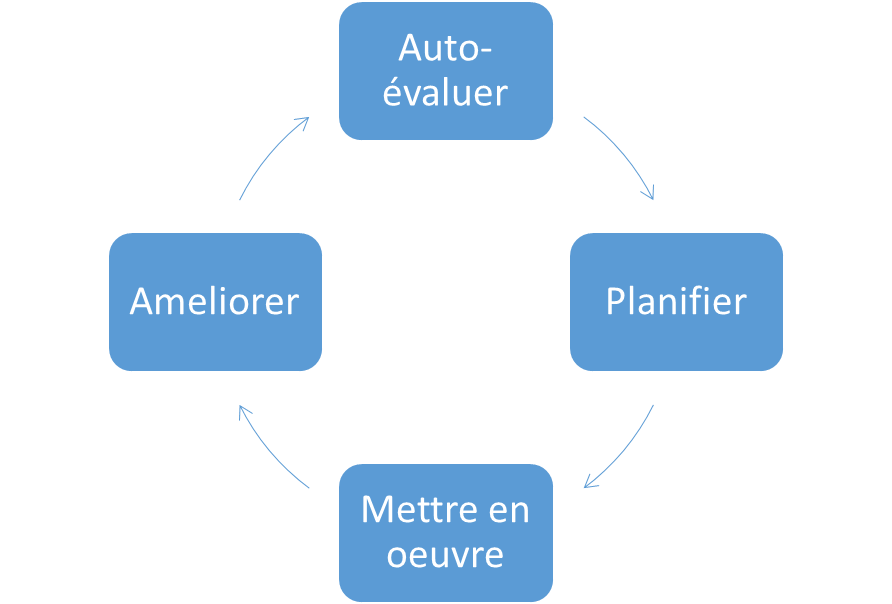 Auto-
évaluer
Planifier
Mettre en
oeuvre
Ameliorer